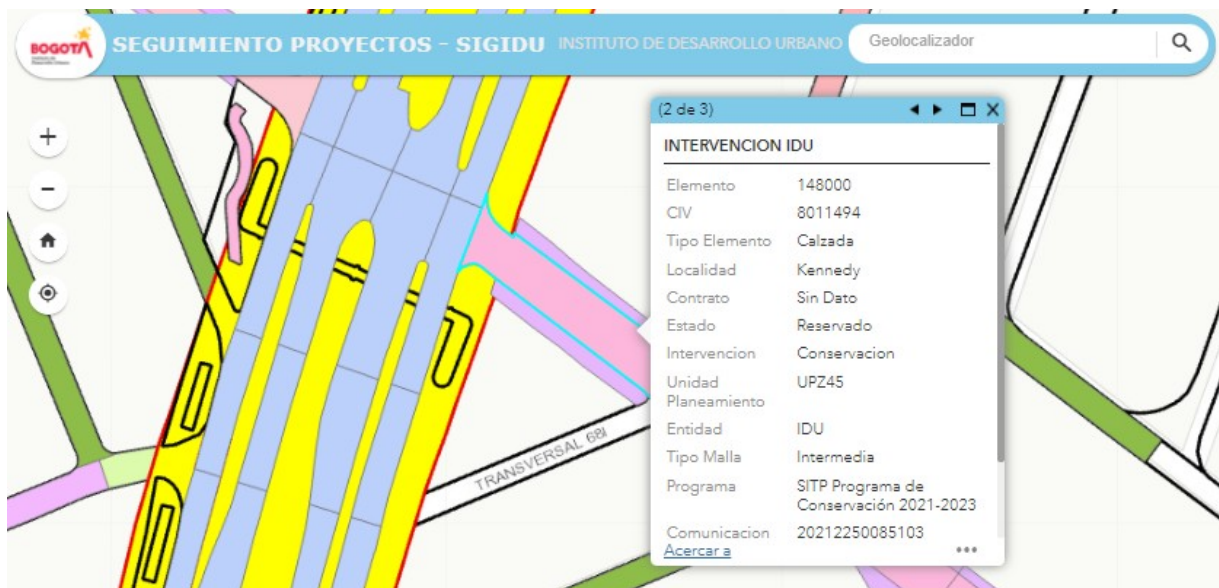 BOGOTÁ
SEGUIMIENTO PROYECTOS - SIGIDU INSTITUTO DE DESARROLLO URBANO
Geolocalizador
(2 de 3)
INTERVENCION IDU
Elemento 148000
CIV 8011494
Tipo Elemento Calzada
Localidad Kennedy
Contrato Sin Dato
Estado Reservado
Intervencion Conservacion
Unidad Planeamiento UPZ45
Entidad IDU
Tipo Malla Intermedia
Programa SITP Programa de
Conservación 2021-2023
Comunicacion 20212250085103
Acercar a
TRANSVERSAL 68I